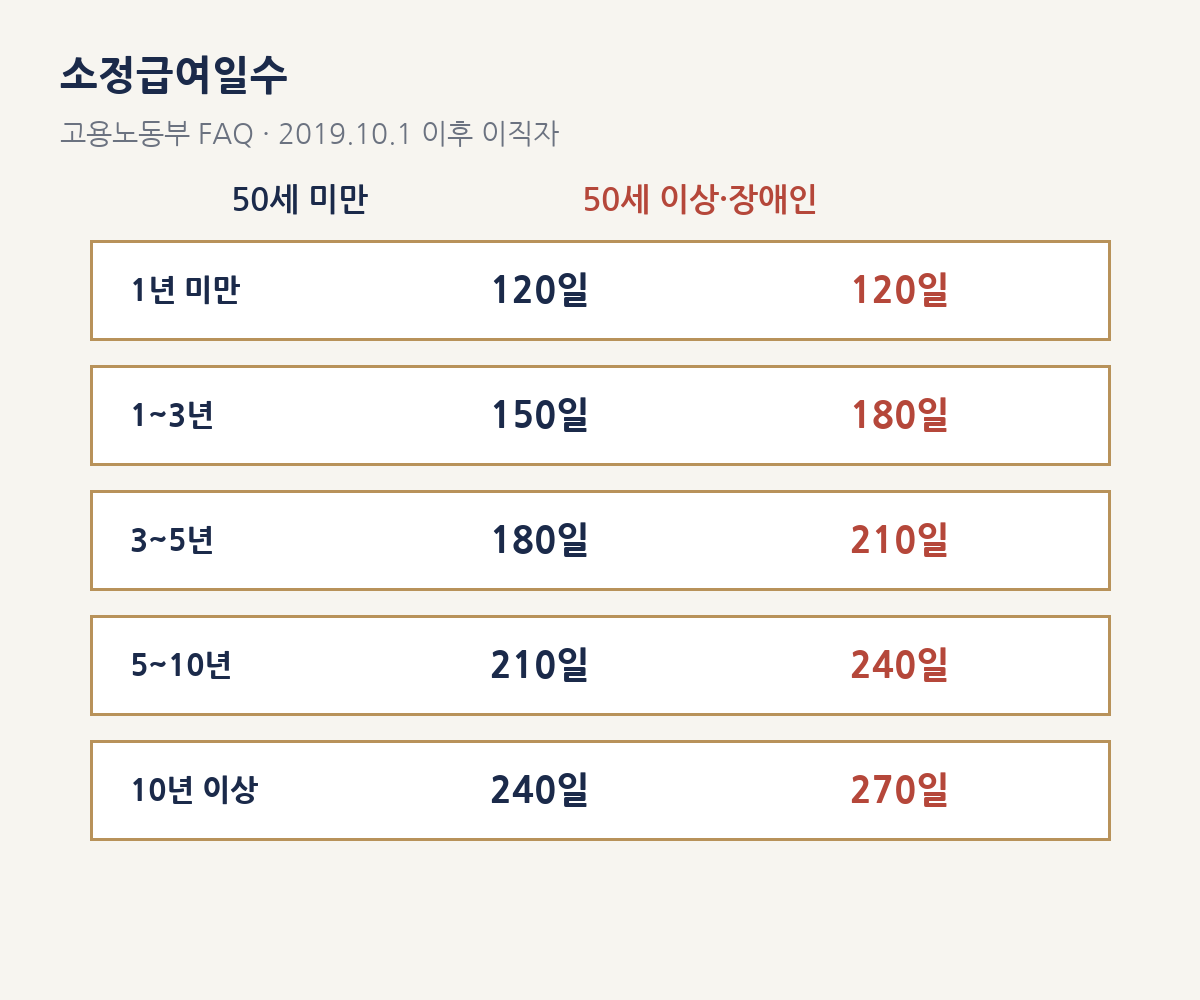 소정급여일수
고용노동부 FAQ · 2019.10.1 이후 이직자
50세 미만 50세 이상·장애인
1년 미만 120일 120일
1~3년 150일 180일
3~5년 180일 210일
5~10년 210일 240일
10년 이상 240일 270일